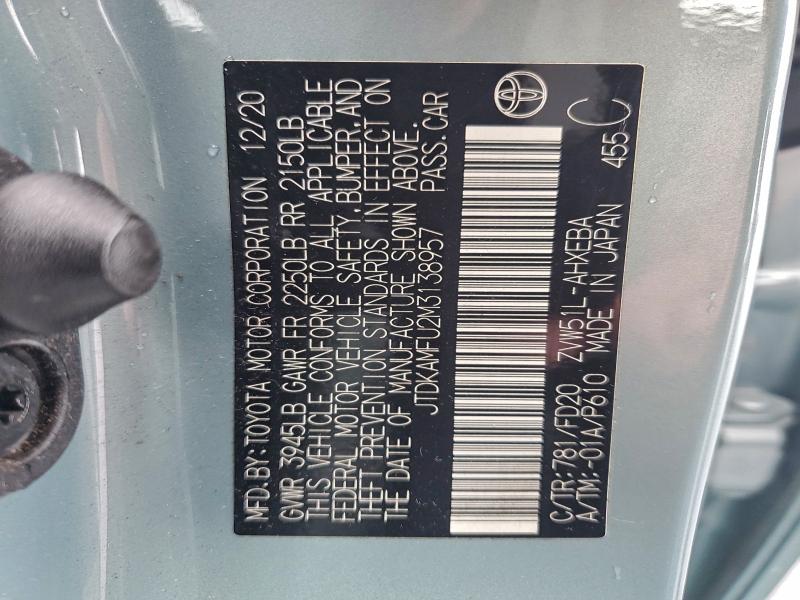 MFD.BY:TOYOTA MOTOR CORPORATION 12/20
GVWR 3945LB GAWR FR 2250LB RR 2150LB
THIS VEHICLE CONFORMS TO ALL APPLICABLE
FEDERAL MOTOR VEHICLE SAFETY,BUMPER,AND
THEFT PREVENTION STANDARDS IN EFFECT ON
THE DATE OF MANUFACTURE SHOWN ABOVE.
JTDKAMFU2M3138957 PASS.CAR
C/TR:781/FD20 ZVW51L-AHXEBA 455 C
A/TM:-01A/P610 MADE IN JAPAN